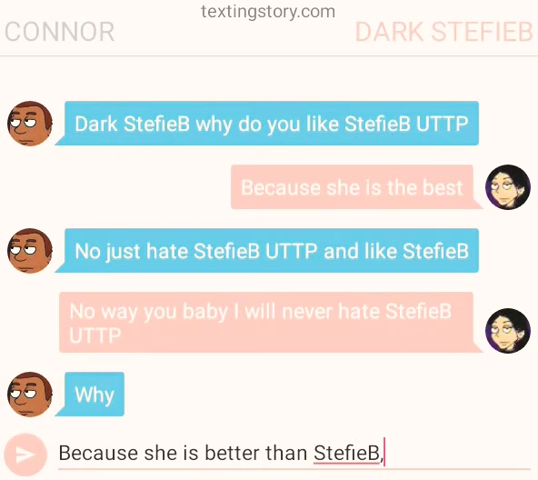 textingstory.com
CONNOR
DARK STEFIEB
Dark StefieB why do you like StefieB UTTP
Because she is the best
No just hate StefieB UTTP and like StefieB
No way you baby I will never hate StefieB
UTTP
Why
Because she is better than StefieB,